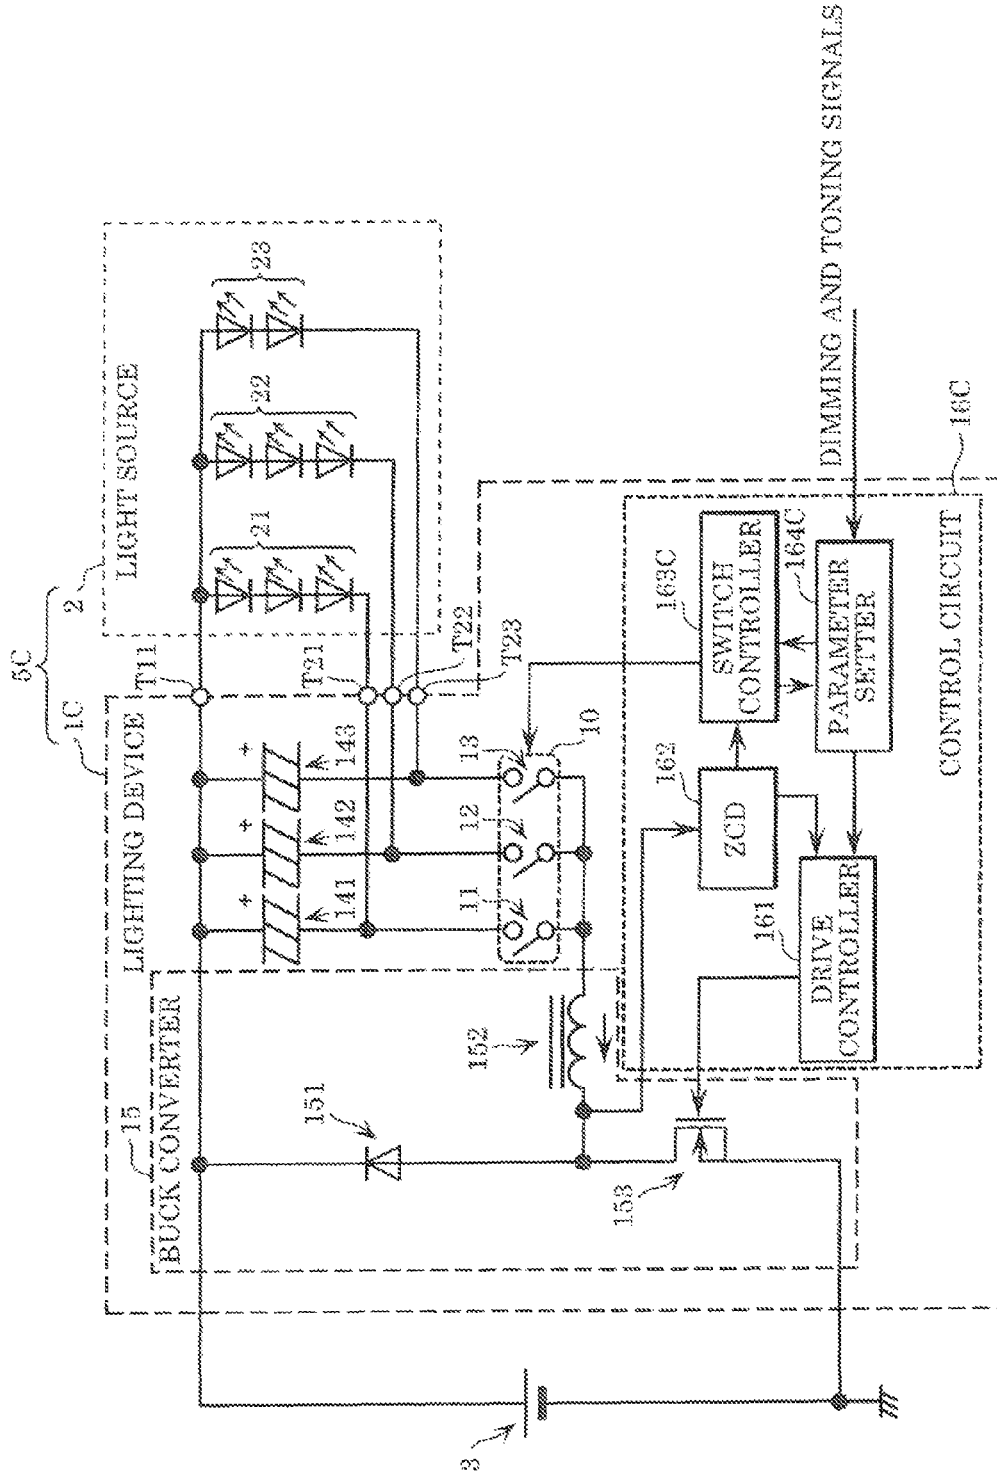 5C
1C
2
LIGHTING DEVICE
LIGHT SOURCE
15
BUCK CONVERTER
T11
T21
T22
T23
21
22
23
+
+
+
141
142
143
151
152
153
11
12
13
10
3
161
DRIVE
CONTROLLER
162
ZCD
163C
SWITCH
CONTROLLER
164C
PARAMETER
SETTER
CONTROL CIRCUIT
16C
DIMMING AND TONING SIGNALS